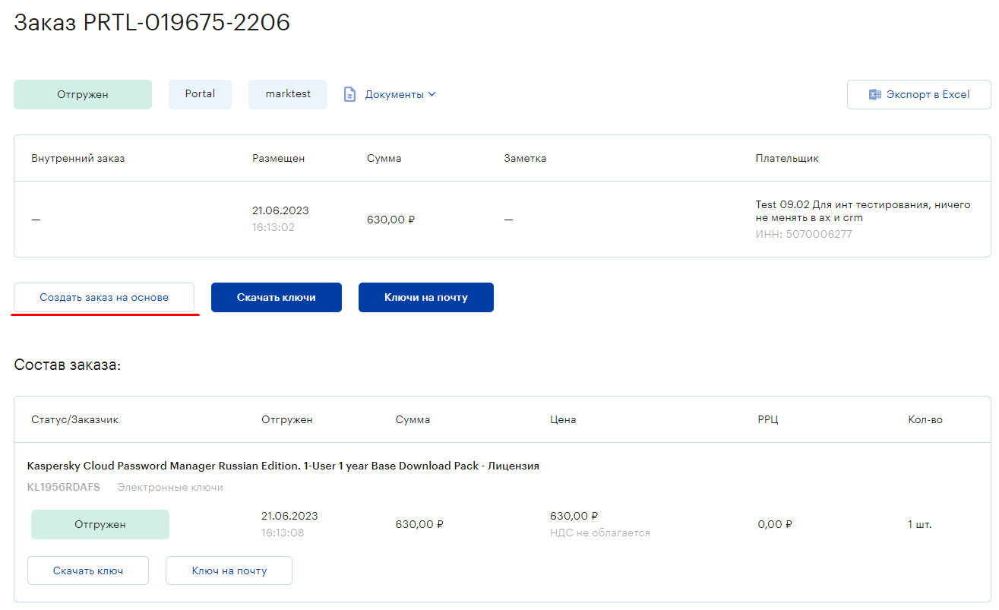 Заказ PRTL-019675-2206
Отгружен Portal marktest Документы Экспорт в Excel
Внутренний заказ Размещен Сумма Заметка Плательщик
— 21.06.2023 16:13:02 630,00 ₽ — Test 09.02 Для инт тестирования, ничего
не менять в ax и crm
ИНН: 5070006277
Создать заказ на основе Скачать ключи Ключи на почту
Состав заказа:
Статус/Заказчик Отгружен Сумма Цена РРЦ Кол-во
Kaspersky Cloud Password Manager Russian Edition. 1-User 1 year Base Download Pack - Лицензия
KL1956RDAFS Электронные ключи
Отгружен 21.06.2023 16:13:08 630,00 ₽ 630,00 ₽ НДС не облагается 0,00 ₽ 1 шт.
Скачать ключ Ключ на почту